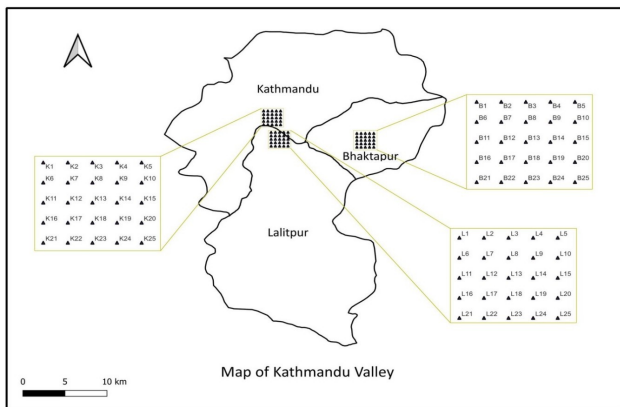 Kathmandu
Bhaktapur
Lalitpur
B1 B2 B3 B4 B5
B6 B7 B8 B9 B10
B11 B12 B13 B14 B15
B16 B17 B18 B19 B20
B21 B22 B23 B24 B25
K1 K2 K3 K4 K5
K6 K7 K8 K9 K10
K11 K12 K13 K14 K15
K16 K17 K18 K19 K20
K21 K22 K23 K24 K25
L1 L2 L3 L4 L5
L6 L7 L8 L9 L10
L11 L12 L13 L14 L15
L16 L17 L18 L19 L20
L21 L22 L23 L24 L25
Map of Kathmandu Valley
0 5 10 km